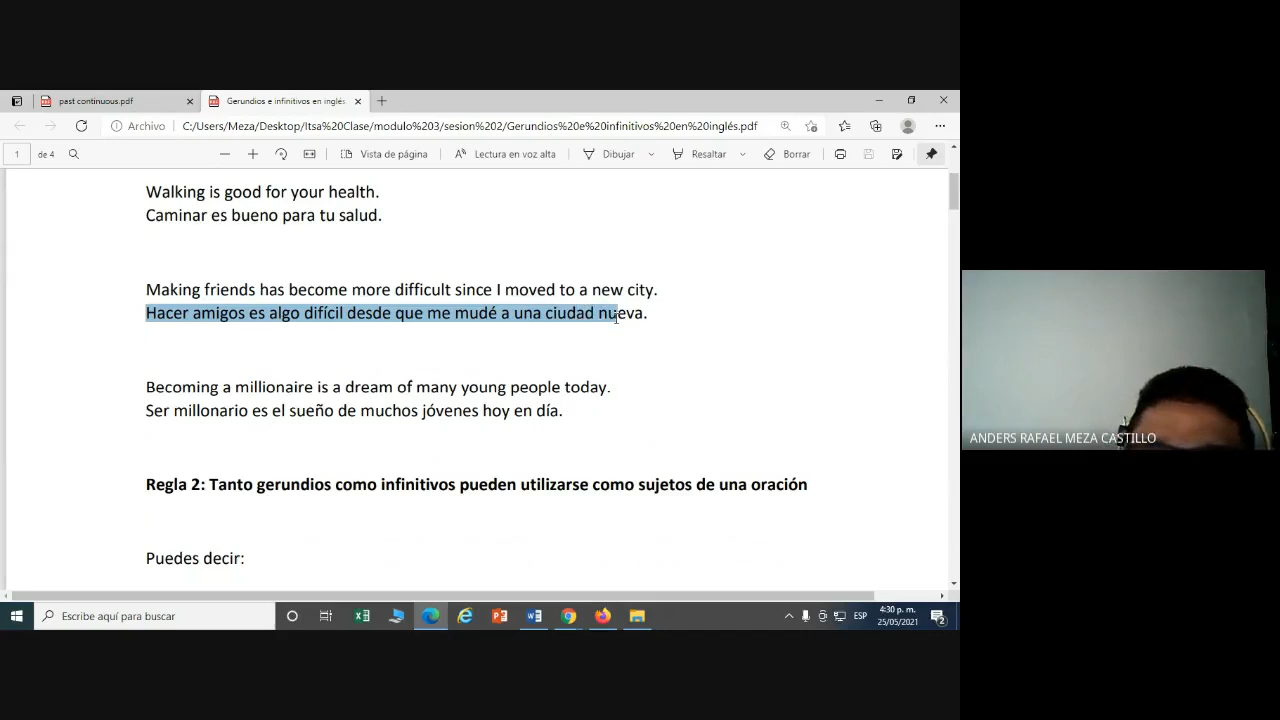 past continuous.pdf
Gerundios e infinitivos en inglés
Archivo
C:/Users/Meza/Desktop/Itsa%20Clase/modulo%203/sesion%202/Gerundios%20e%20infinitivos%20en%20inglés.pdf
1 de 4
Vista de página
Lectura en voz alta
Dibujar
Resaltar
Borrar
Walking is good for your health.
Caminar es bueno para tu salud.
Making friends has become more difficult since I moved to a new city.
Hacer amigos es algo difícil desde que me mudé a una ciudad nueva.
Becoming a millionaire is a dream of many young people today.
Ser millonario es el sueño de muchos jóvenes hoy en día.
Regla 2: Tanto gerundios como infinitivos pueden utilizarse como sujetos de una oración
Puedes decir:
ANDERS RAFAEL MEZA CASTILLO
Escribe aquí para buscar
ESP
4:30 p. m.
25/05/2021
2